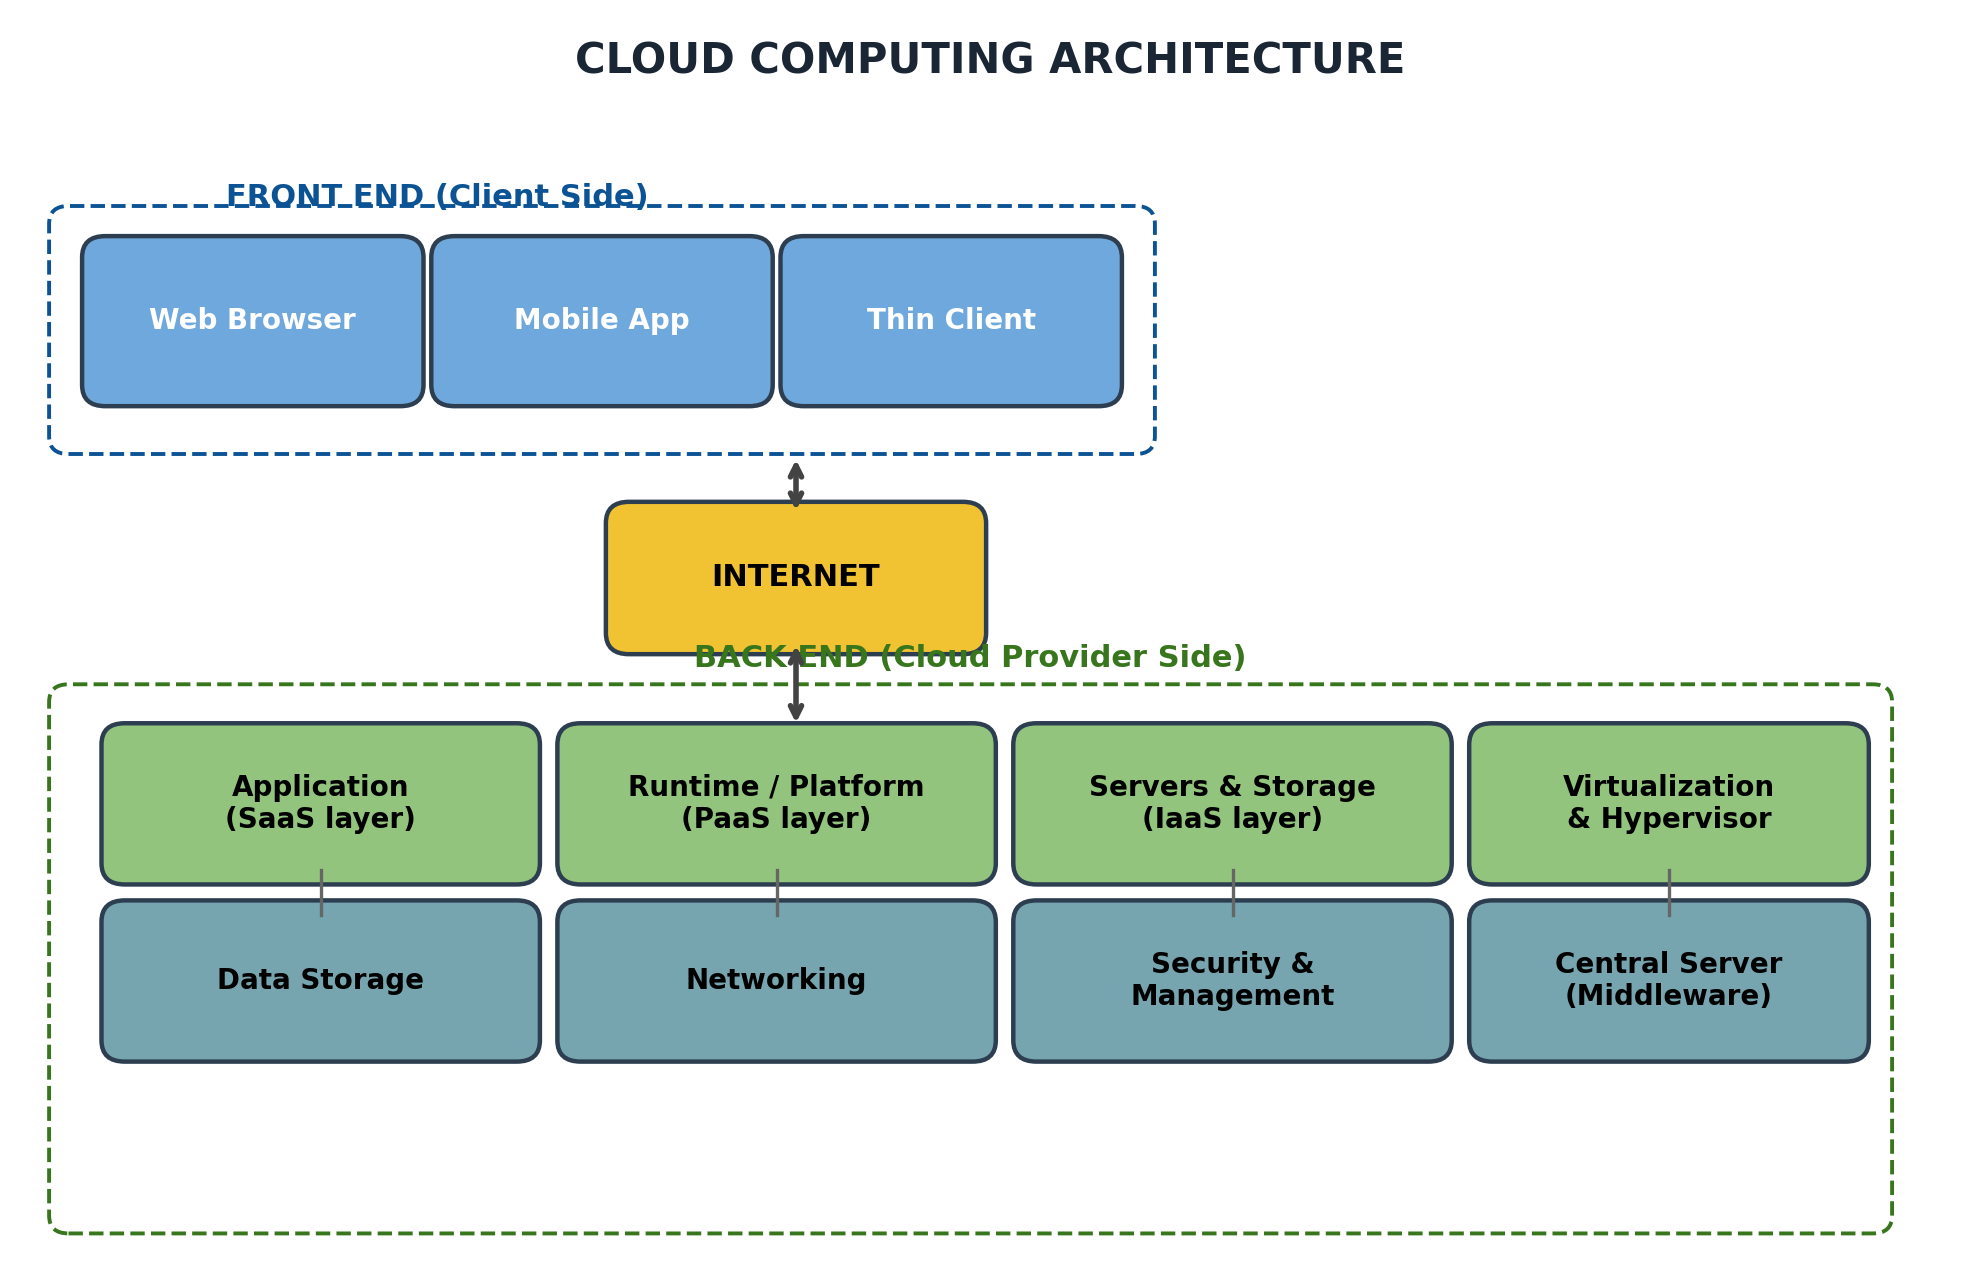 CLOUD COMPUTING ARCHITECTURE
FRONT END (Client Side)
Web Browser
Mobile App
Thin Client
INTERNET
BACK END (Cloud Provider Side)
Application
(SaaS layer)
Runtime / Platform
(PaaS layer)
Servers & Storage
(IaaS layer)
Virtualization
& Hypervisor
Data Storage
Networking
Security &
Management
Central Server
(Middleware)